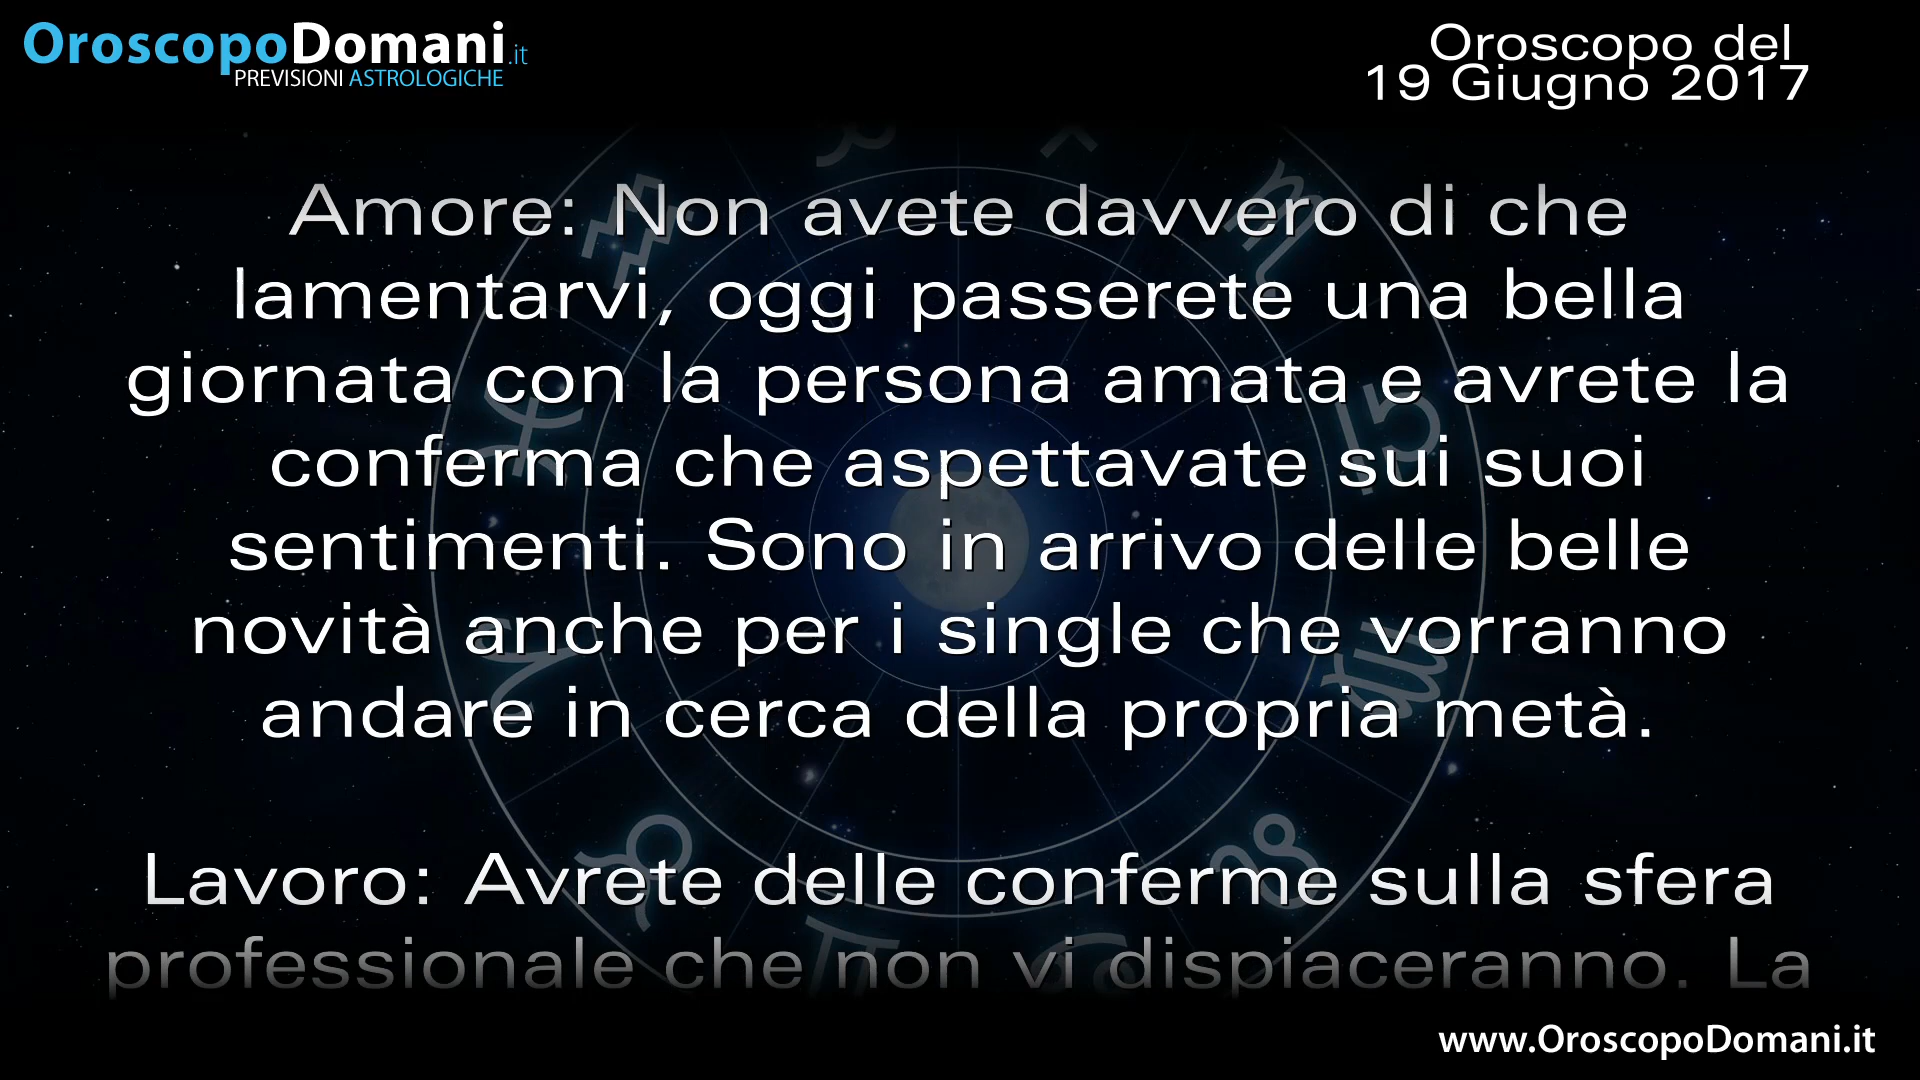 OroscopoDomani.it
PREVISIONI ASTROLOGICHE
Oroscopo del
19 Giugno 2017
Amore: Non avete davvero di che
lamentarvi, oggi passerete una bella
giornata con la persona amata e avrete la
conferma che aspettavate sui suoi
sentimenti. Sono in arrivo delle belle
novità anche per i single che vorranno
andare in cerca della propria metà.
Lavoro: Avrete delle conferme sulla sfera
professionale che non vi dispiaceranno. La
www.OroscopoDomani.it